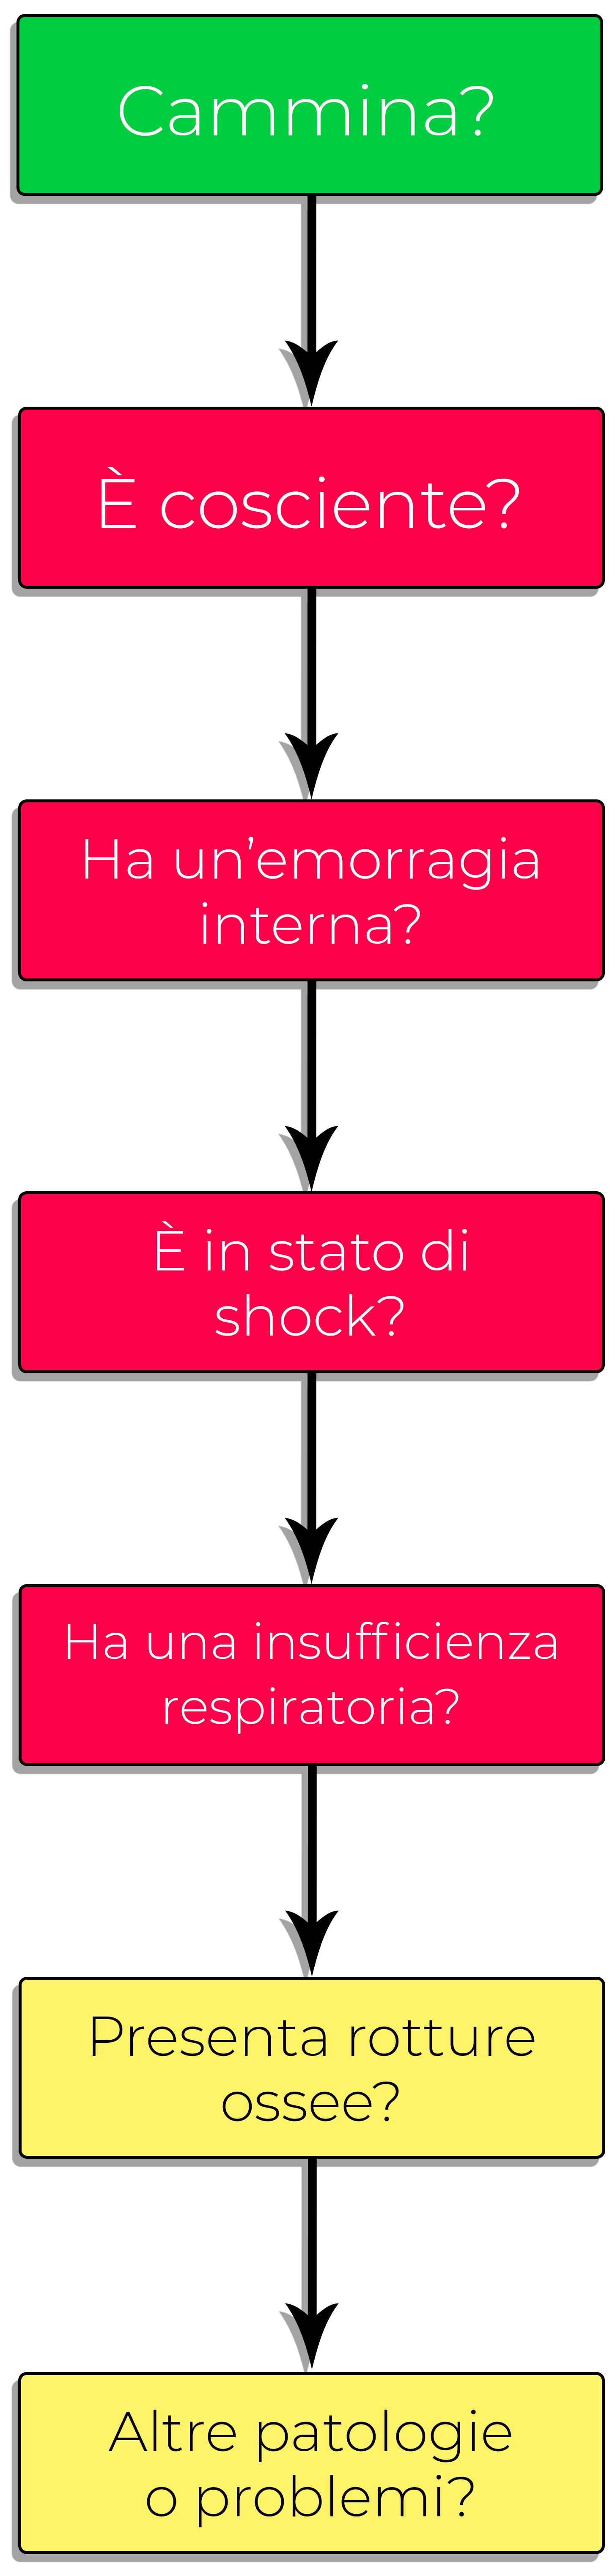 Cammina?
È cosciente?
Ha un’emorragia
interna?
È in stato di
shock?
Ha una insufficienza
respiratoria?
Presenta rotture
ossee?
Altre patologie
o problemi?